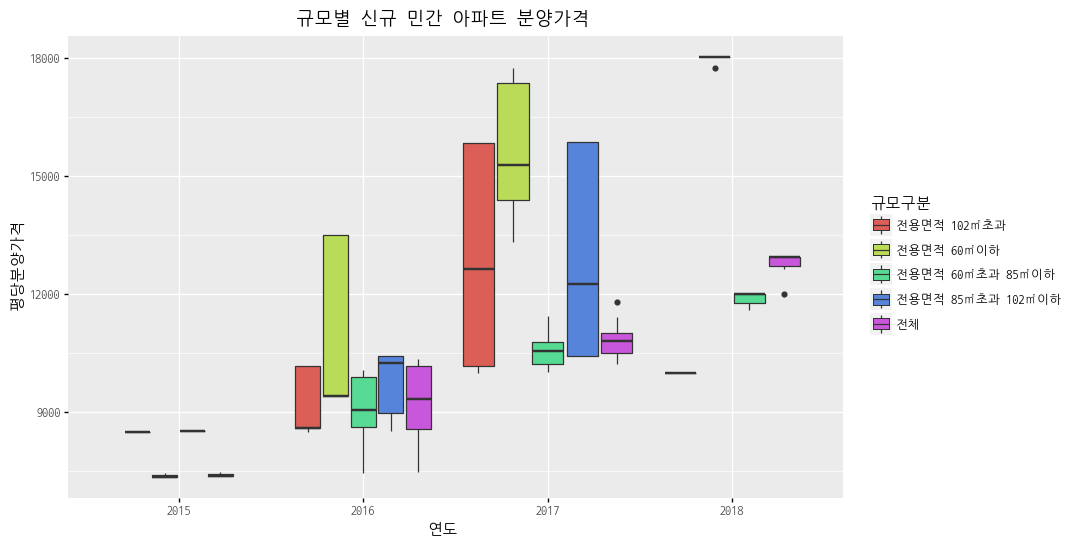 규모별 신규 민간 아파트 분양가격
18000
15000
12000
9000
평당분양가격
2015 2016 2017 2018
연도
규모구분
전용면적 102㎡초과
전용면적 60㎡이하
전용면적 60㎡초과 85㎡이하
전용면적 85㎡초과 102㎡이하
전체